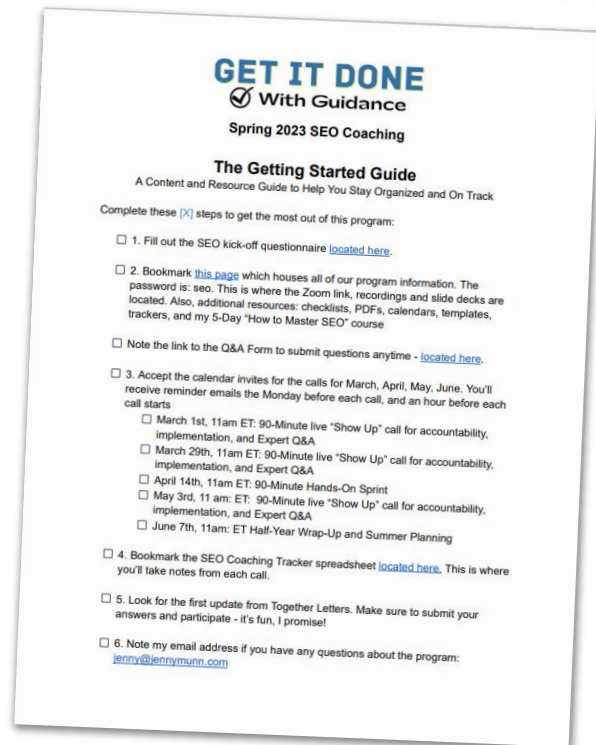 GET IT DONE
With Guidance
Spring 2023 SEO Coaching
The Getting Started Guide
A Content and Resource Guide to Help You Stay Organized and On Track
Complete these [X] steps to get the most out of this program:
1. Fill out the SEO kick-off questionnaire located here.
2. Bookmark this page which houses all of our program information. The
password is: seo. This is where the Zoom link, recordings and slide decks are
located. Also, additional resources: checklists, PDFs, calendars, templates,
trackers, and my 5-Day “How to Master SEO” course
Note the link to the Q&A Form to submit questions anytime - located here.
3. Accept the calendar invites for the calls for March, April, May, June. You’ll
receive reminder emails the Monday before each call, and an hour before each
call starts
March 1st, 11am ET: 90-Minute live “Show Up” call for accountability,
implementation, and Expert Q&A
March 29th, 11am ET: 90-Minute live “Show Up” call for accountability,
implementation, and Expert Q&A
April 14th, 11am ET: 90-Minute Hands-On Sprint
May 3rd, 11 am: ET: 90-Minute live “Show Up” call for accountability,
implementation, and Expert Q&A
June 7th, 11am: ET Half-Year Wrap-Up and Summer Planning
4. Bookmark the SEO Coaching Tracker spreadsheet located here. This is where
you’ll take notes from each call.
5. Look for the first update from Together Letters. Make sure to submit your
answers and participate - it’s fun, I promise!
6. Note my email address if you have any questions about the program:
jenny@jennymunn.com